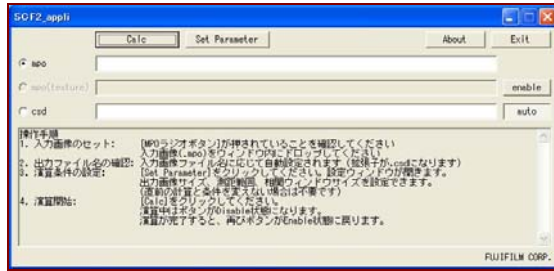 SCF2_appli
Calc Set Parameter About Exit
mpo
mpo(texture) enable
csd auto
操作手順
1. 入力画像のセット: [MPOラジオボタン]が押されていることを確認してください
入力画像(.mpo)をウィンドウ内にドロップしてください
2. 出力ファイル名の確認: 入力画像ファイル名に応じて自動設定されます(拡張子が.csdになります)
3. 演算条件の設定: [Set Parameter]をクリックしてください。設定ウィンドウが開きます。
出力画像サイズ、測距範囲、相関ウィンドウサイズを設定できます。
(直前の計算と条件を変えない場合は不要です)
4. 演算開始: [Calc]をクリックしてください。
演算中はボタンがDisable状態になります。
演算が完了すると、再びボタンがEnable状態に戻ります。
FUJIFILM CORP.